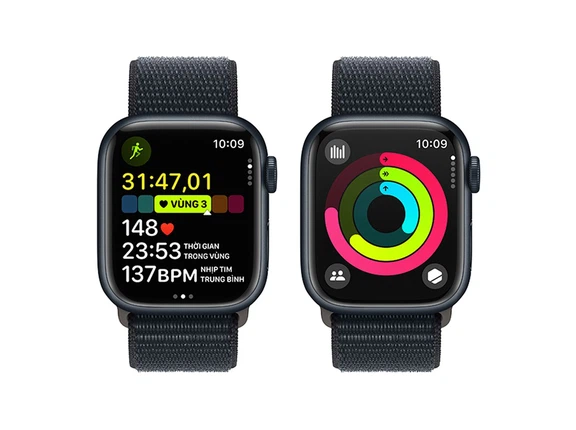 10:09
31:47,01
VÙNG 3
148
23:53 THỜI GIAN
TRONG VÙNG
137BPM NHỊP TIM
TRUNG BÌNH
10:09